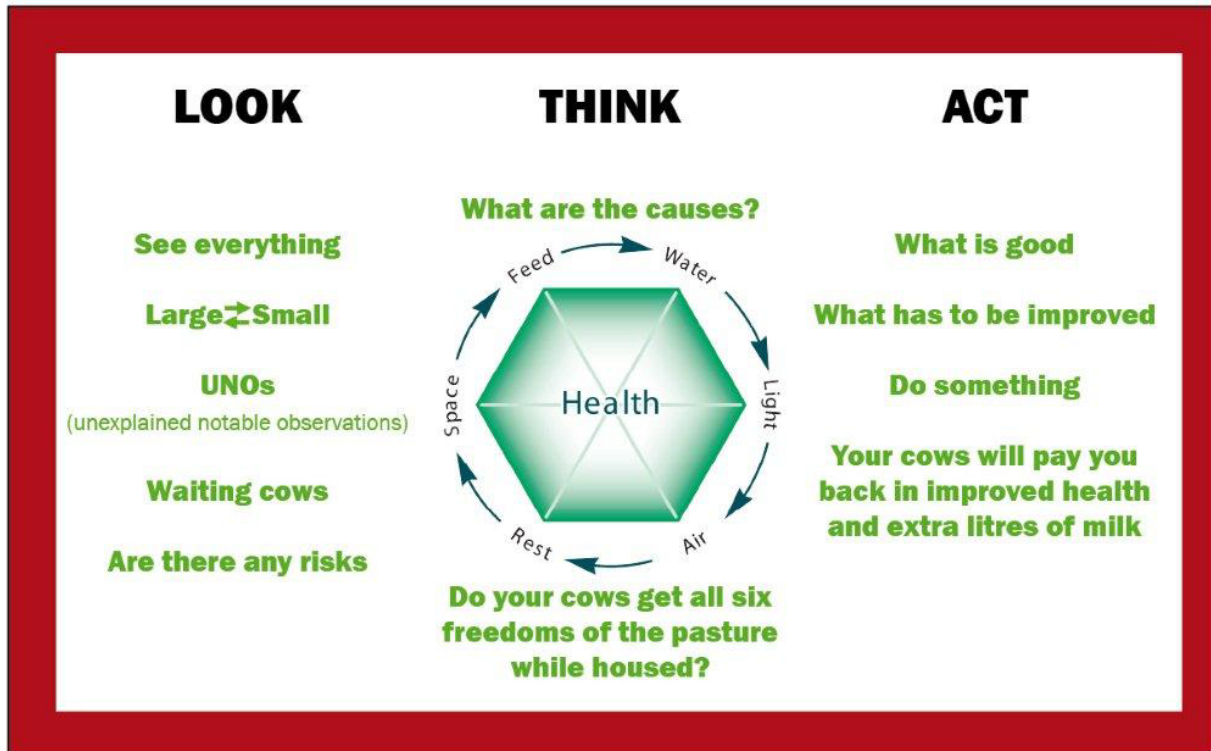 LOOK
See everything
Large⇄Small
UNOs
(unexplained notable observations)
Waiting cows
Are there any risks
THINK
What are the causes?
Feed
Water
Light
Air
Rest
Space
Health
Do your cows get all six
freedoms of the pasture
while housed?
ACT
What is good
What has to be improved
Do something
Your cows will pay you
back in improved health
and extra litres of milk